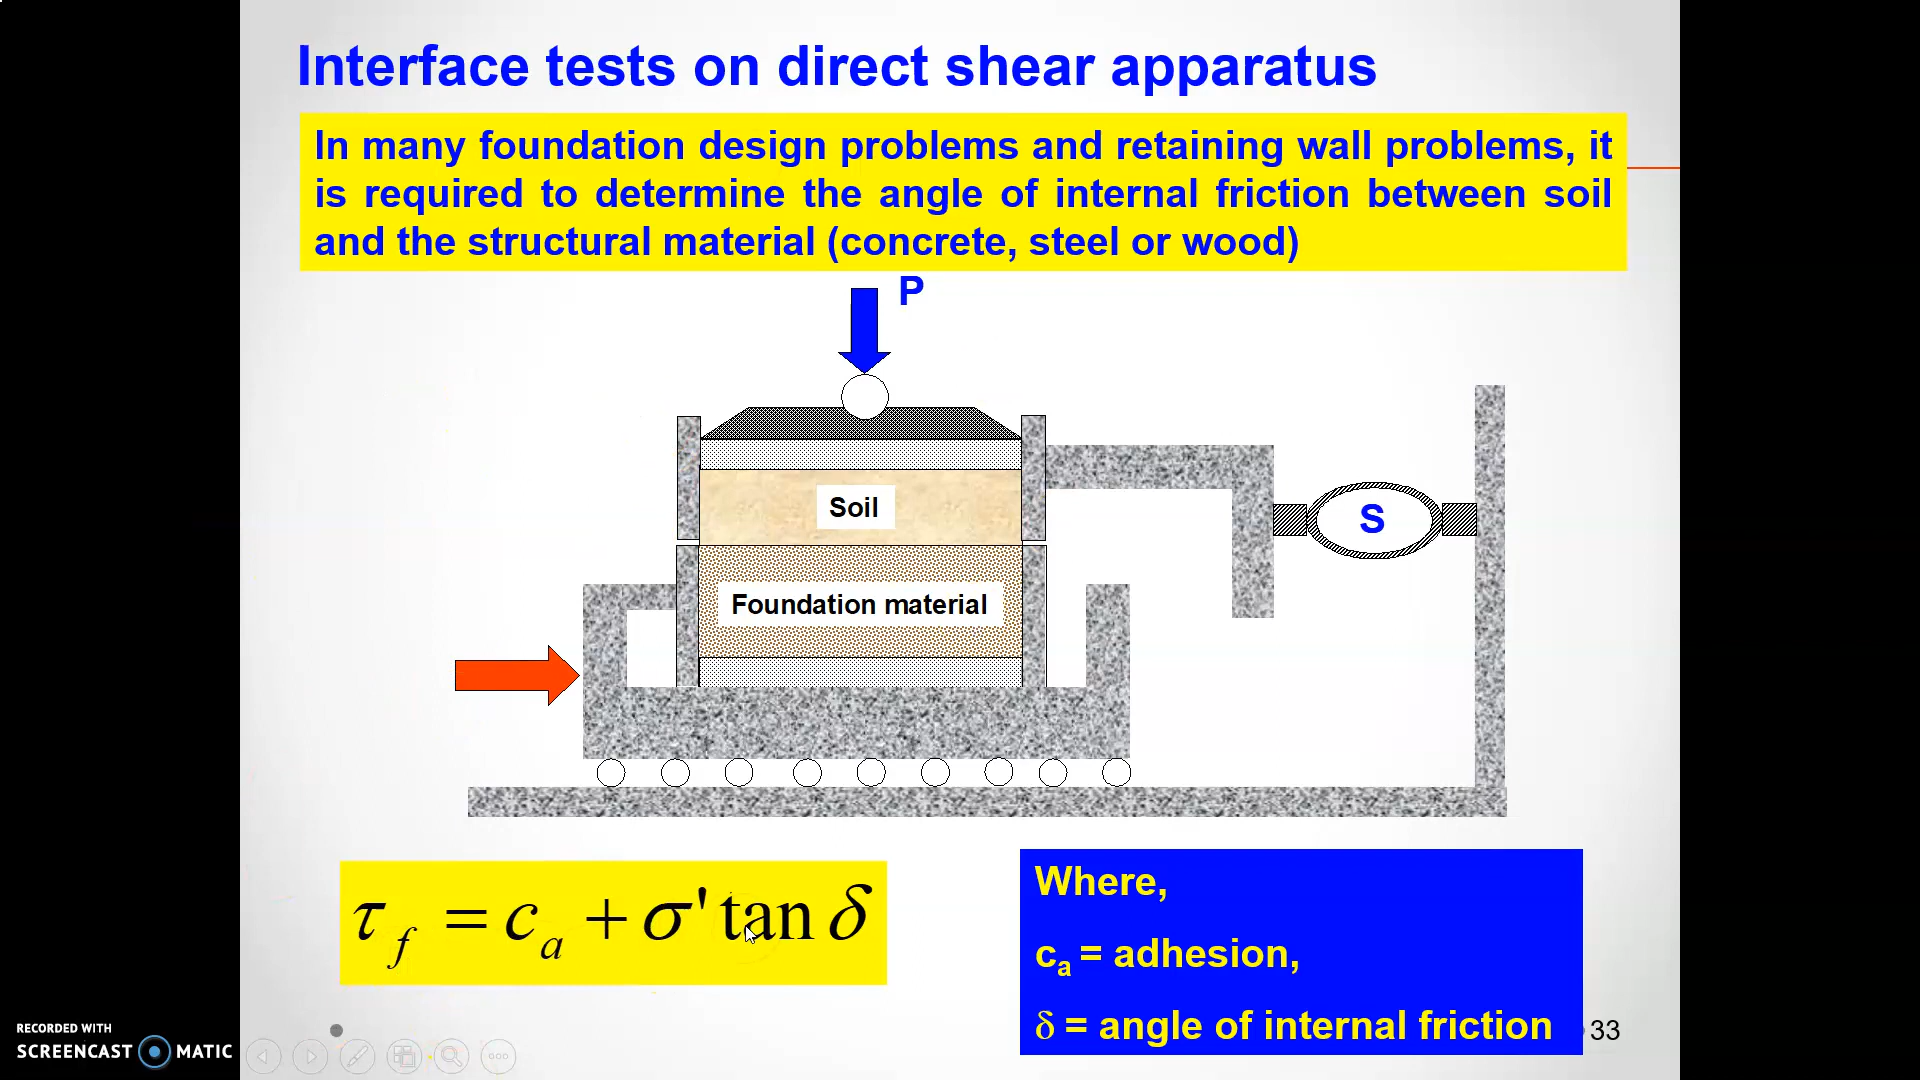 Interface tests on direct shear apparatus
In many foundation design problems and retaining wall problems, it
is required to determine the angle of internal friction between soil
and the structural material (concrete, steel or wood)
P
Soil
S
Foundation material
τ_f = c_a + σ' tan δ
Where,
c_a = adhesion,
δ = angle of internal friction
33
RECORDED WITH
SCREENCAST MATIC